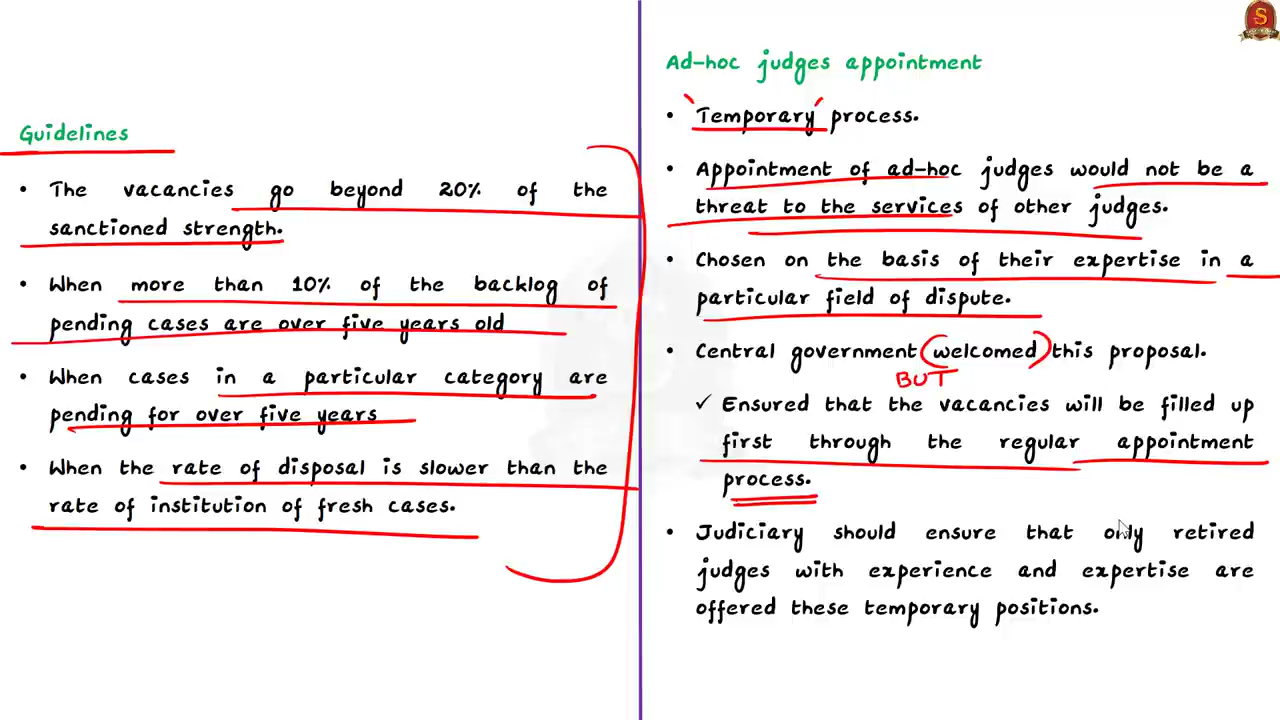 Guidelines
• The vacancies go beyond 20% of the
sanctioned strength.
• When more than 10% of the backlog of
pending cases are over five years old
• When cases in a particular category are
pending for over five years
• When the rate of disposal is slower than the
rate of institution of fresh cases.
Ad-hoc judges appointment
• 'Temporary' process.
• Appointment of ad-hoc judges would not be a
threat to the services of other judges.
• Chosen on the basis of their expertise in a
particular field of dispute.
• Central government (welcomed) this proposal.
BUT
✓ Ensured that the vacancies will be filled up
first through the regular appointment
process.
• Judiciary should ensure that only retired
judges with experience and expertise are
offered these temporary positions.
S